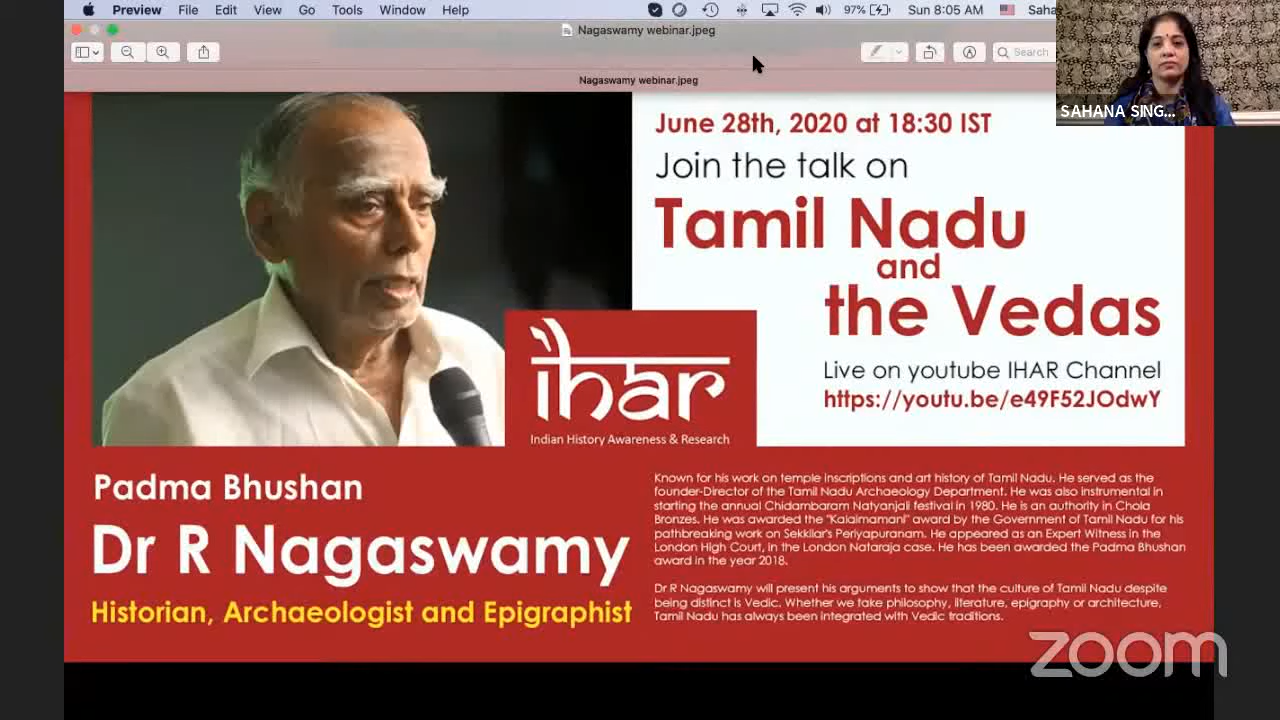 Preview File Edit View Go Tools Window Help 97% Sun 8:05 AM Saha
Nagaswamy webinar.jpeg
Search
Nagaswamy webinar.jpeg
SAHANA SING...
June 28th, 2020 at 18:30 IST
Join the talk on
Tamil Nadu
and
the Vedas
Live on youtube IHAR Channel
https://youtu.be/e49F52JOdwY
ihar
Indian History Awareness & Research
Padma Bhushan
Dr R Nagaswamy
Historian, Archaeologist and Epigraphist
Known for his work on temple inscriptions and art history of Tamil Nadu. He served as the
founder-Director of the Tamil Nadu Archaeology Department. He was also instrumental in
starting the annual Chidambaram Natyanjali festival in 1980. He is an authority in Chola
Bronzes. He was awarded the "Kalaimamani" award by the Government of Tamil Nadu for his
pathbreaking work on Sekkilar's Periyapuranam. He appeared as an Expert Witness in the
London High Court, in the London Nataraja case. He has been awarded the Padma Bhushan
award in the year 2018.
Dr R Nagaswamy will present his arguments to show that the culture of Tamil Nadu despite
being distinct is Vedic. Whether we take philosophy, literature, epigraphy or architecture,
Tamil Nadu has always been integrated with Vedic traditions.
zoom